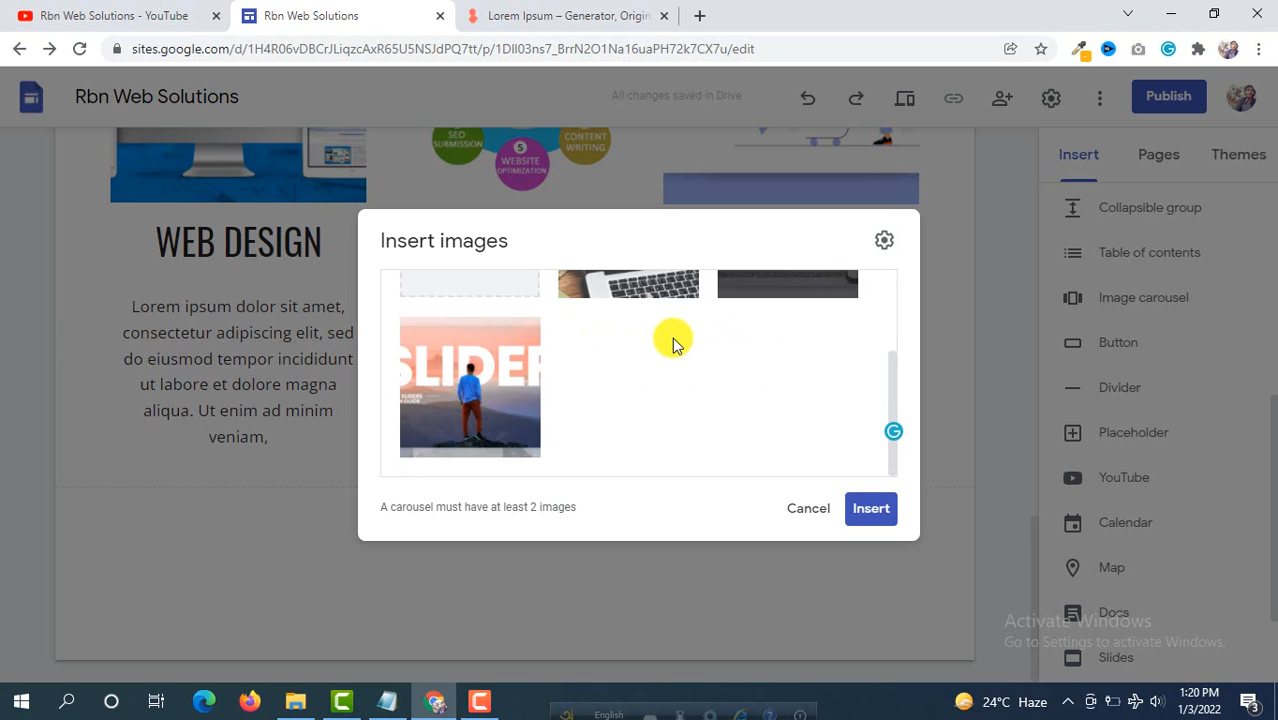 Rbn Web Solutions - YouTube
Rbn Web Solutions
Lorem Ipsum – Generator, Origin
sites.google.com/d/1H4R06vDBCrJLiqzcAxR65U5NSJdPQ7tt/p/1Dll03ns7_BrrN2O1Na16uaPH72k7CX7u/edit
Rbn Web Solutions
All changes saved in Drive
Publish
Insert
Pages
Themes
SEO
SUBMISSION
CONTENT
WRITING
5
WEBSITE
OPTIMIZATION
WEB DESIGN
Lorem ipsum dolor sit amet,
consectetur adipiscing elit, sed
do eiusmod tempor incididunt
ut labore et dolore magna
aliqua. Ut enim ad minim
veniam,
Insert images
SLIDER
SLIDERS
GUIDE
A carousel must have at least 2 images
Cancel
Insert
Collapsible group
Table of contents
Image carousel
Button
Divider
Placeholder
YouTube
Calendar
Map
Docs
Slides
Activate Windows
Go to Settings to activate Windows.
English
24°C Haze
1:20 PM
1/3/2022
3